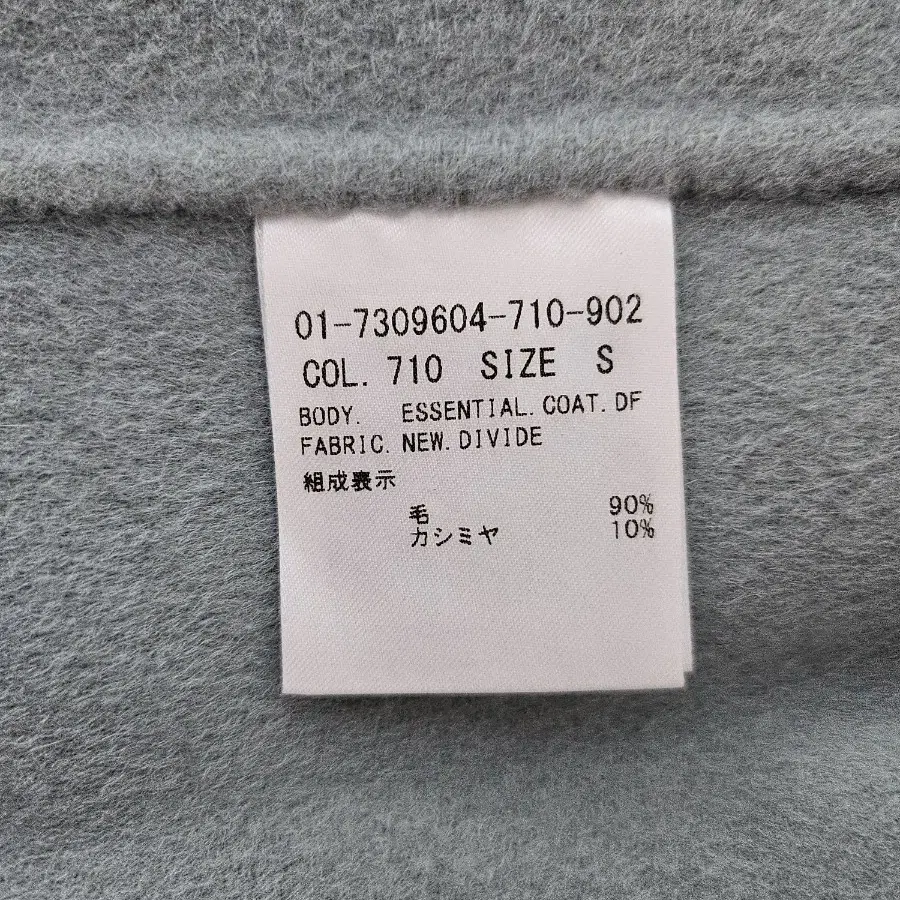 01-7309604-710-902
COL. 710 SIZE S
BODY. ESSENTIAL.COAT.DF
FABRIC.NEW.DIVIDE
組成表示
毛 90%
カシミヤ 10%